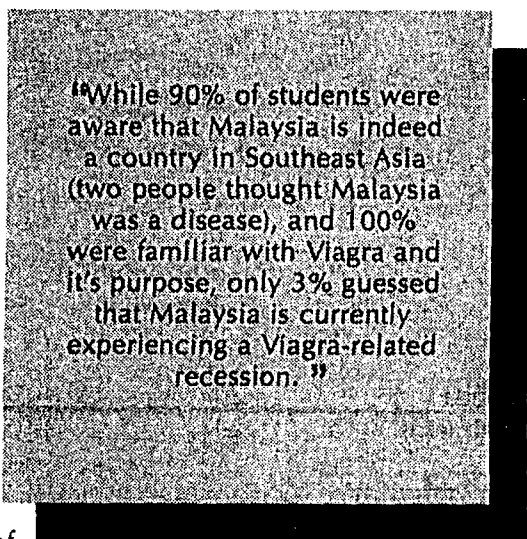 “While 90% of students were
aware that Malaysia is indeed
a country in Southeast Asia
(two people thought Malaysia
was a disease), and 100%
were familiar with Viagra and
it's purpose, only 3% guessed
that Malaysia is currently
experiencing a Viagra-related
recession. ”
of